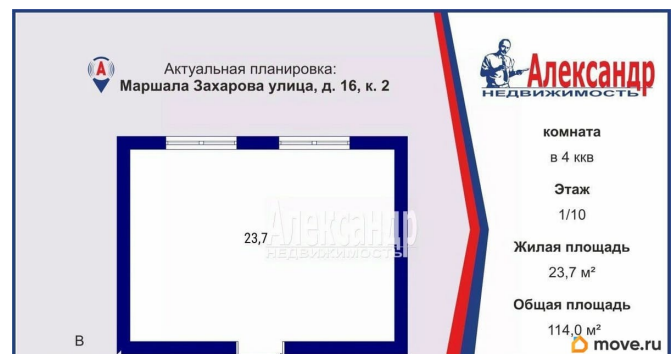 Актуальная планировка:
Маршала Захарова улица, д. 16, к. 2
23,7
Александр
НЕДВИЖИМОСТЬ
В
Александр
НЕДВИЖИМОСТЬ
комната
в 4 ккв
Этаж
1/10
Жилая площадь
23,7 м²
Общая площадь
114,0 м²
move.ru